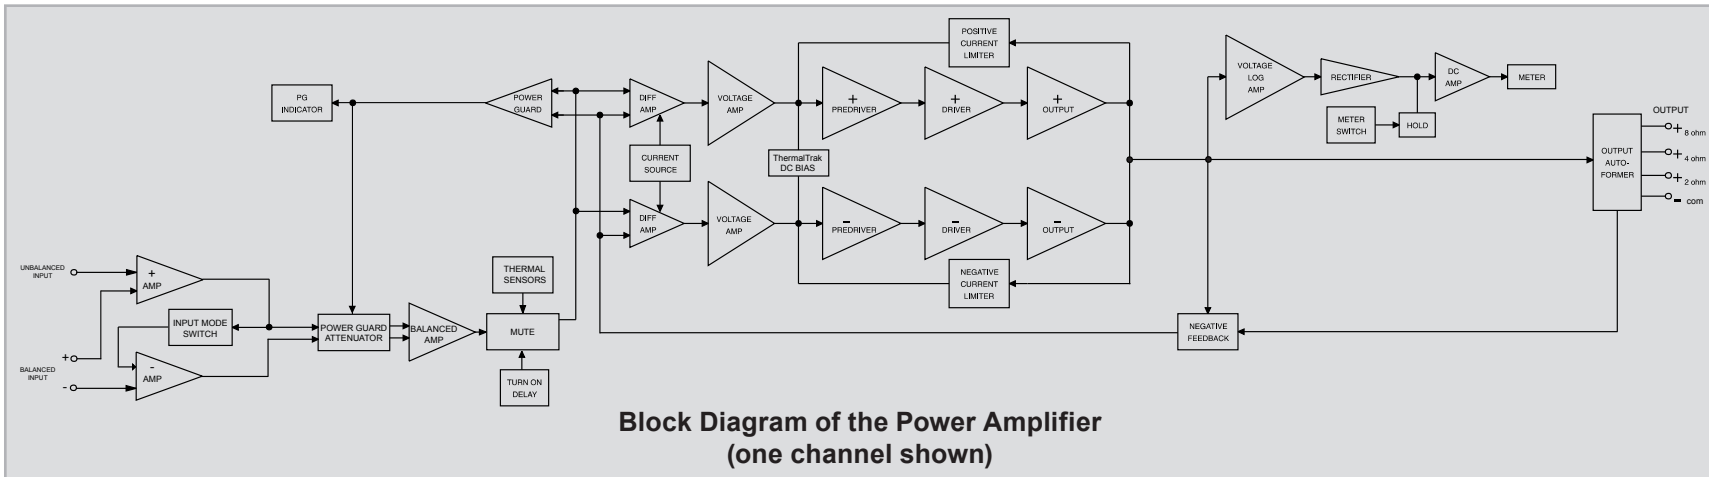 POSITIVE
CURRENT
LIMITER
VOLTAGE
LOG
AMP
RECTIFIER
DC
AMP
METER
PG
INDICATOR
POWER
GUARD
DIFF
AMP
VOLTAGE
AMP
+
PREDRIVER
+
DRIVER
+
OUTPUT
METER
SWITCH
HOLD
OUTPUT
+ 8 ohm
+ 4 ohm
+ 2 ohm
- com
OUTPUT
AUTO-
FORMER
CURRENT
SOURCE
ThermalTrak
DC BIAS
DIFF
AMP
VOLTAGE
AMP
-
PREDRIVER
-
DRIVER
-
OUTPUT
UNBALANCED
INPUT
+
AMP
THERMAL
SENSORS
NEGATIVE
CURRENT
LIMITER
INPUT MODE
SWITCH
POWER GUARD
ATTENUATOR
BALANCED
AMP
MUTE
NEGATIVE
FEEDBACK
BALANCED
INPUT
+
-
-
AMP
TURN ON
DELAY
Block Diagram of the Power Amplifier
(one channel shown)